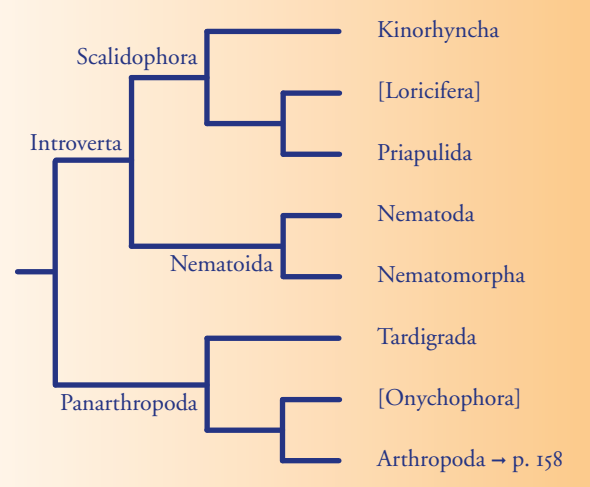 Kinorhyncha
Scalidophora
[Loricifera]
Introverta
Priapulida
Nematoda
Nematoida
Nematomorpha
Tardigrada
Panarthropoda
[Onychophora]
Arthropoda → p. 158